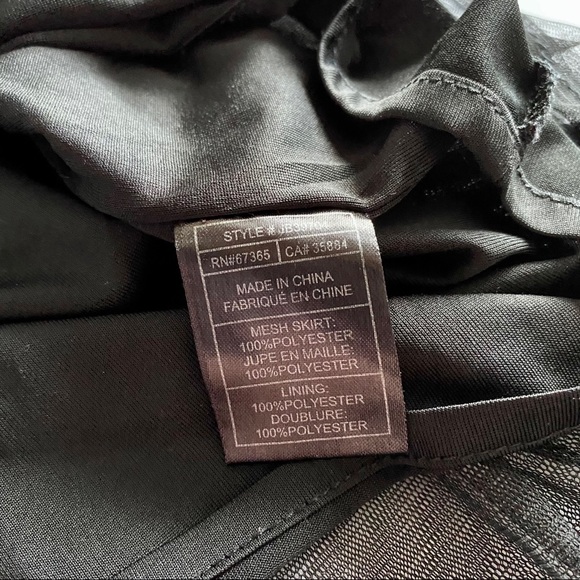 STYLE #
RN#67365 CA# 35884
MADE IN CHINA
FABRIQUÉ EN CHINE
MESH SKIRT:
100%POLYESTER
JUPE EN MAILLE:
100%POLYESTER
LINING:
100%POLYESTER
DOUBLURE:
100%POLYESTER